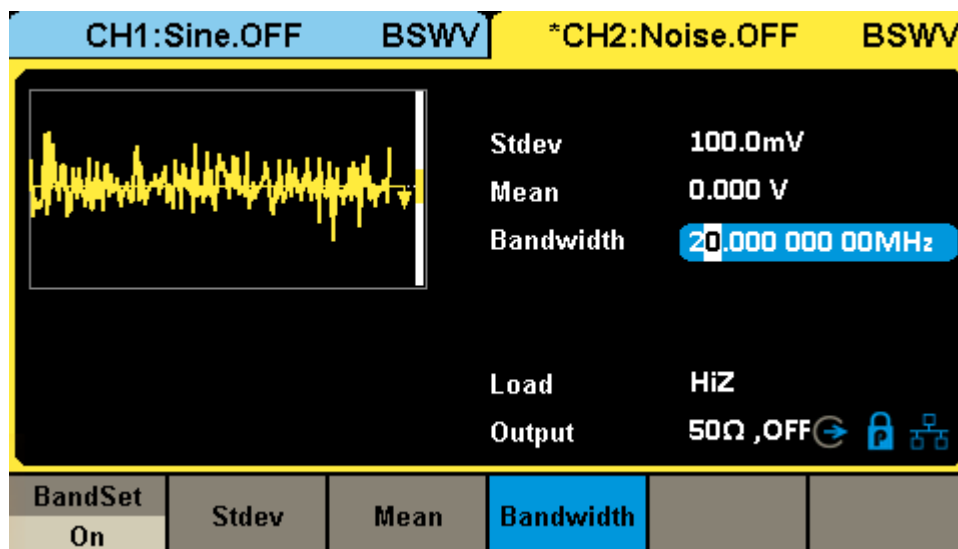 CH1:Sine.OFF BSWV *CH2:Noise.OFF BSWV
Stdev 100.0mV
Mean 0.000 V
Bandwidth 20.000 000 00MHz
Load HiZ
Output 50Ω ,OFF P
BandSet Stdev Mean Bandwidth
On